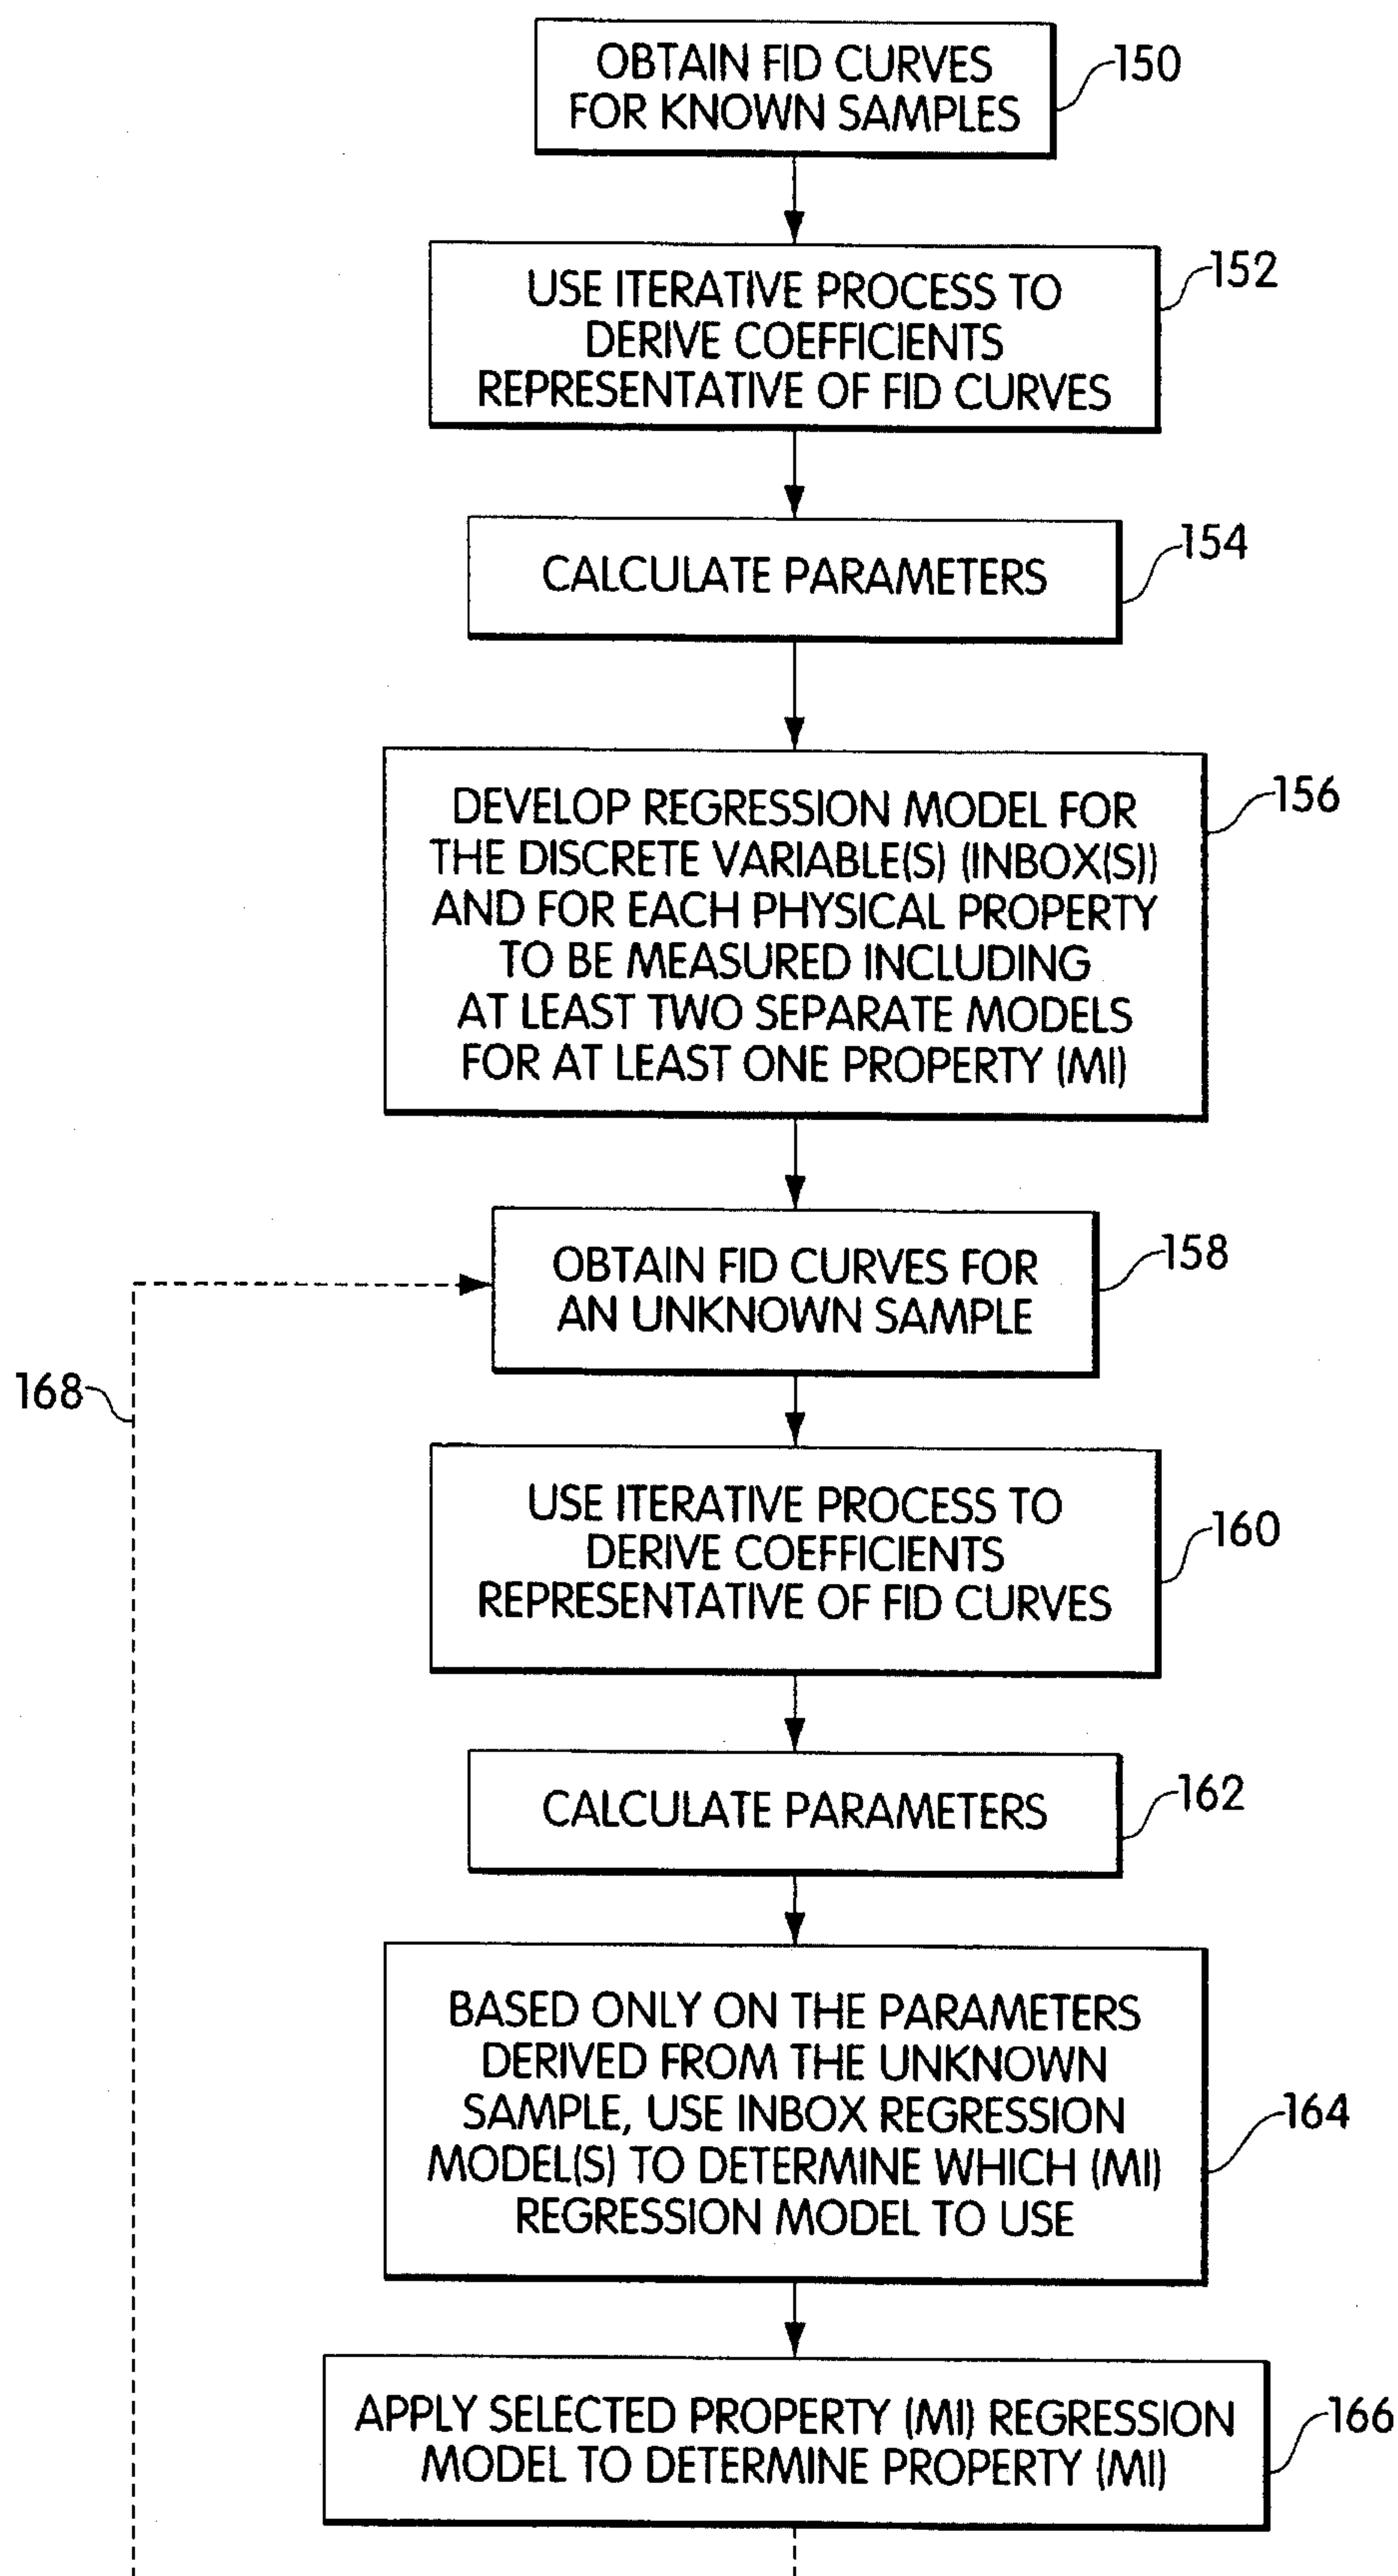 OBTAIN FID CURVES
FOR KNOWN SAMPLES
150
USE ITERATIVE PROCESS TO
DERIVE COEFFICIENTS
REPRESENTATIVE OF FID CURVES
152
CALCULATE PARAMETERS
154
DEVELOP REGRESSION MODEL FOR
THE DISCRETE VARIABLE(S) (INBOX(S))
AND FOR EACH PHYSICAL PROPERTY
TO BE MEASURED INCLUDING
AT LEAST TWO SEPARATE MODELS
FOR AT LEAST ONE PROPERTY (MI)
156
OBTAIN FID CURVES FOR
AN UNKNOWN SAMPLE
158
168
USE ITERATIVE PROCESS TO
DERIVE COEFFICIENTS
REPRESENTATIVE OF FID CURVES
160
CALCULATE PARAMETERS
162
BASED ONLY ON THE PARAMETERS
DERIVED FROM THE UNKNOWN
SAMPLE, USE INBOX REGRESSION
MODEL(S) TO DETERMINE WHICH (MI)
REGRESSION MODEL TO USE
164
APPLY SELECTED PROPERTY (MI) REGRESSION
MODEL TO DETERMINE PROPERTY (MI)
166